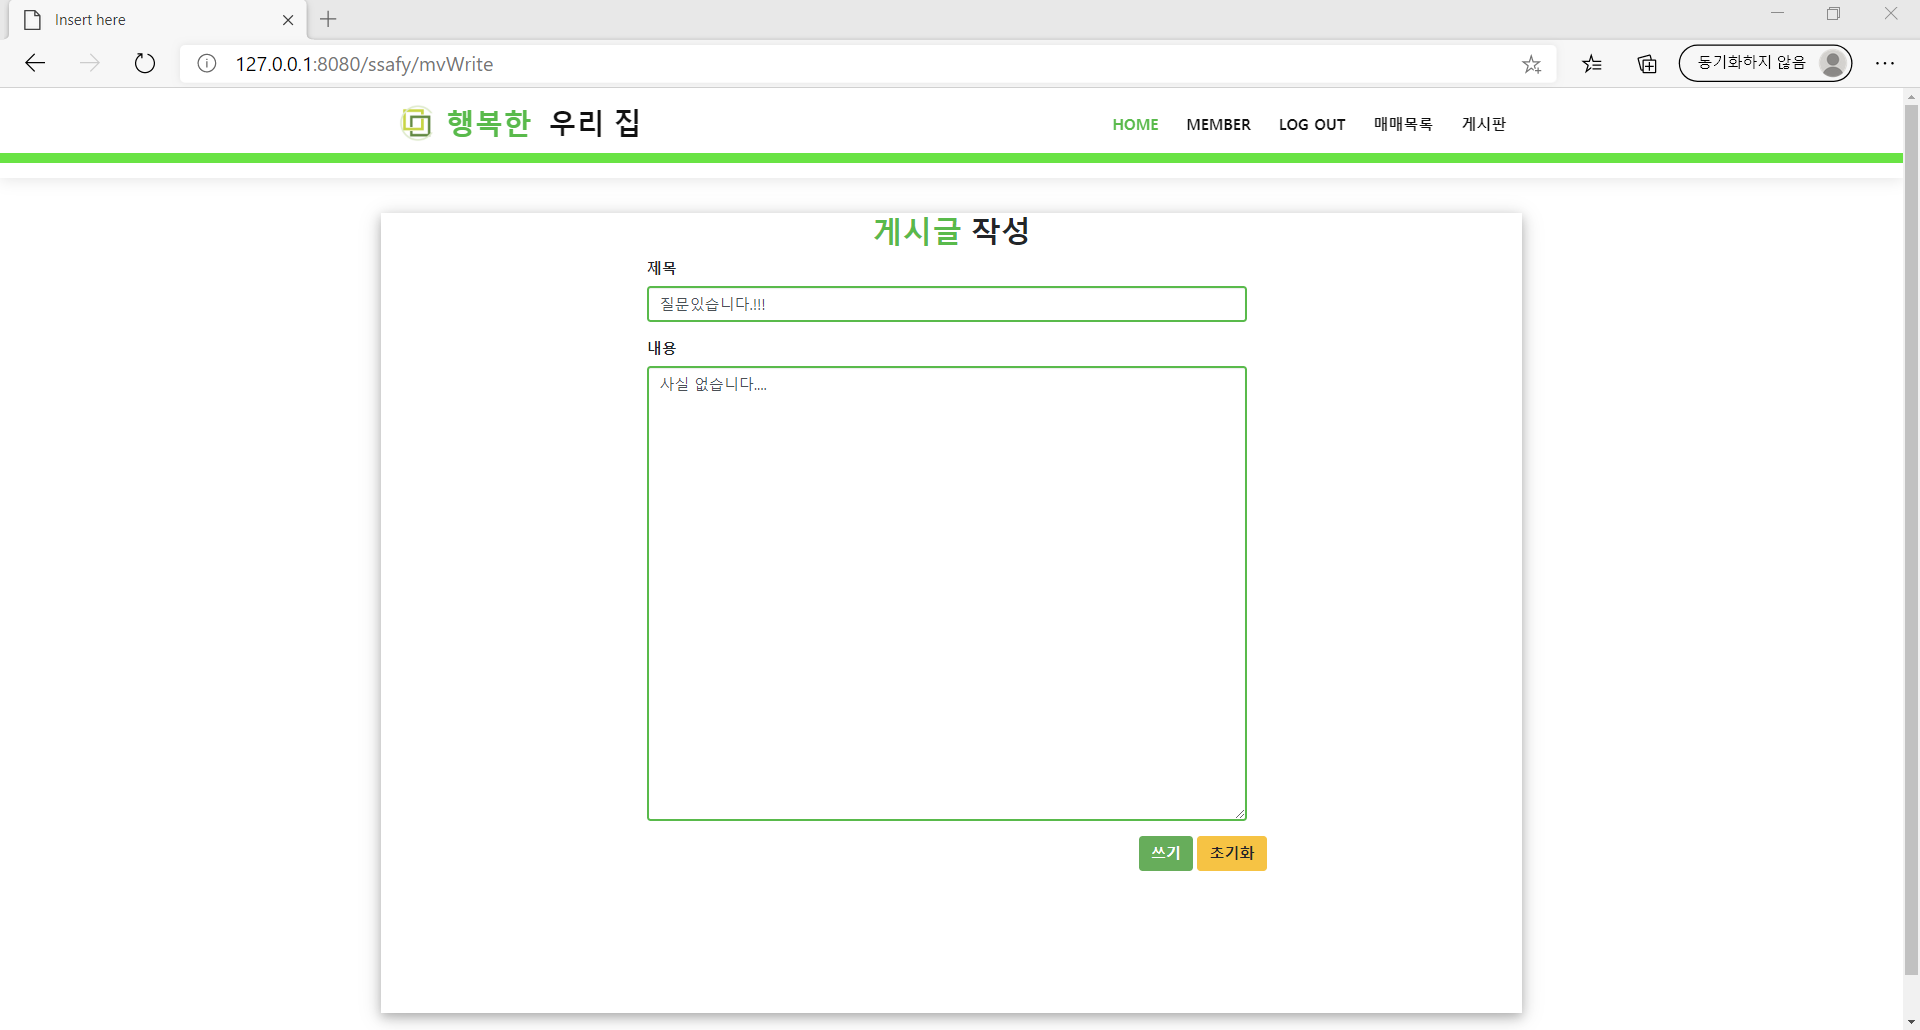 Insert here
127.0.0.1:8080/ssafy/mvWrite
동기화하지 않음
행복한 우리 집
HOME MEMBER LOG OUT 매매목록 게시판
게시글 작성
제목
질문있습니다.!!!
내용
사실 없습니다....
쓰기 초기화